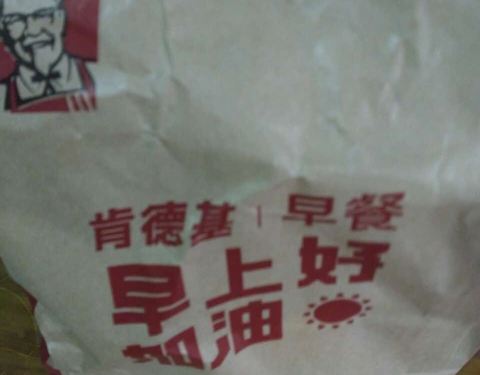 肯德基 | 早餐
早上好
加油